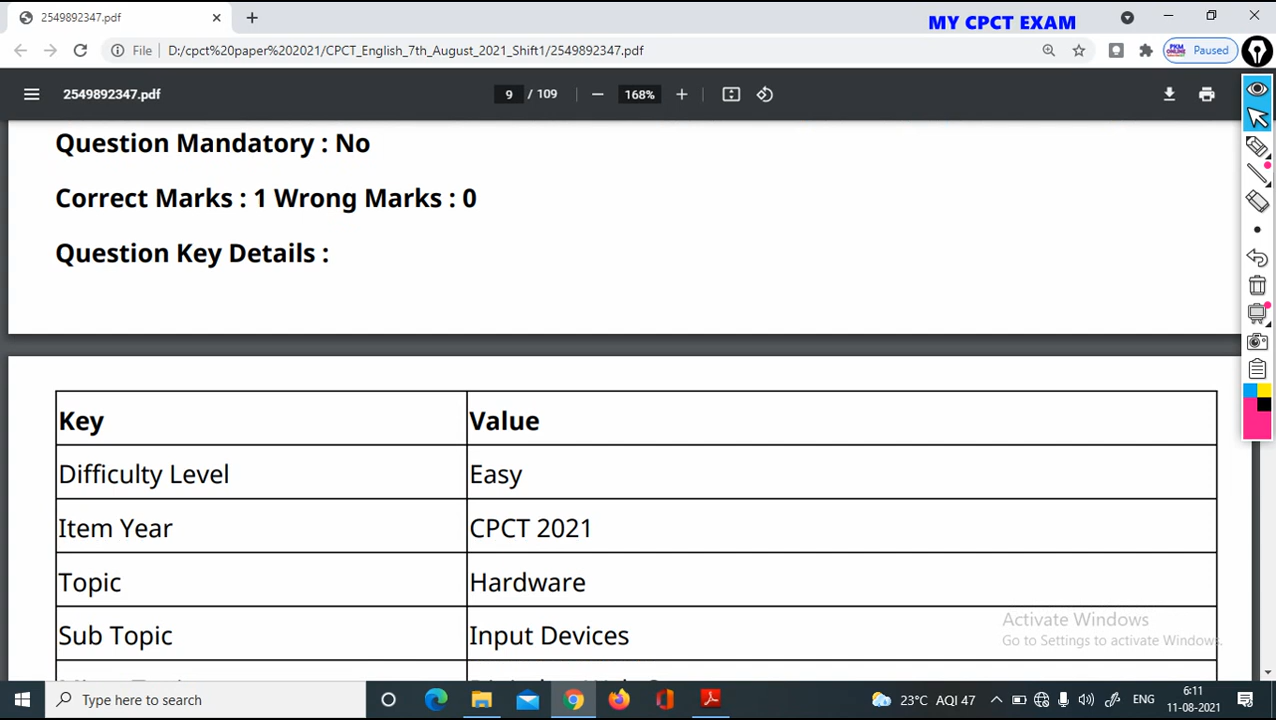 2549892347.pdf
MY CPCT EXAM
File D:/cpct%20paper%202021/CPCT_English_7th_August_2021_Shift1/2549892347.pdf
Paused
2549892347.pdf 9 / 109 168%
Question Mandatory : No
Correct Marks : 1 Wrong Marks : 0
Question Key Details :
Key Value
Difficulty Level Easy
Item Year CPCT 2021
Topic Hardware
Sub Topic Input Devices
Activate Windows
Go to Settings to activate Windows.
Type here to search
23°C AQI 47
ENG
6:11
11-08-2021